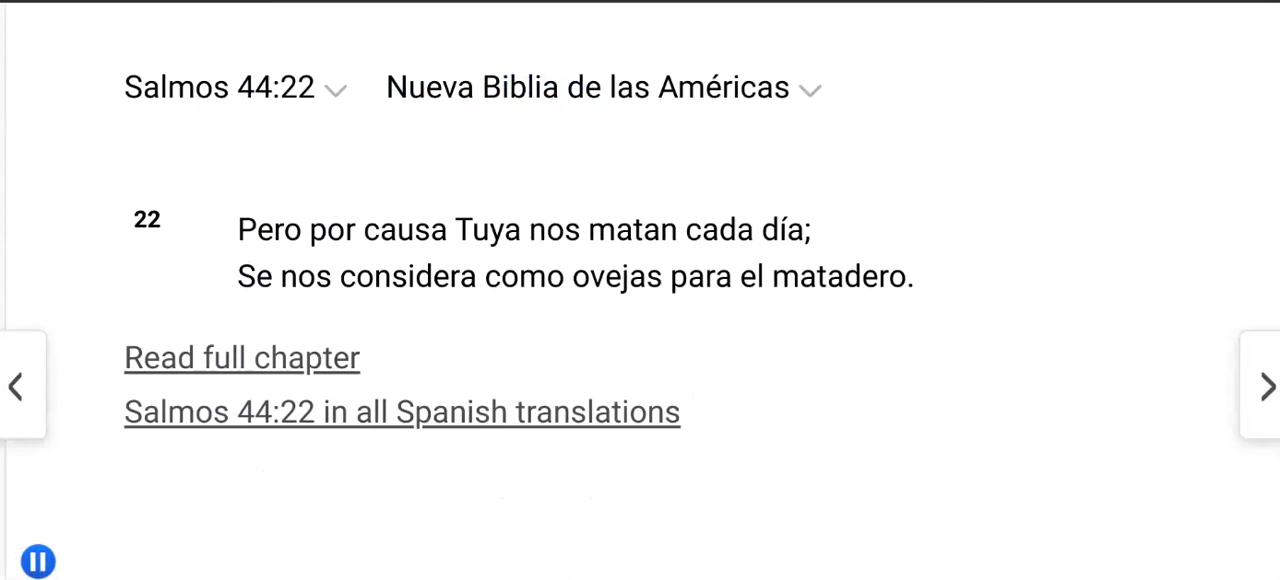 Salmos 44:22 Nueva Biblia de las Américas
22 Pero por causa Tuya nos matan cada día;
Se nos considera como ovejas para el matadero.
Read full chapter
Salmos 44:22 in all Spanish translations